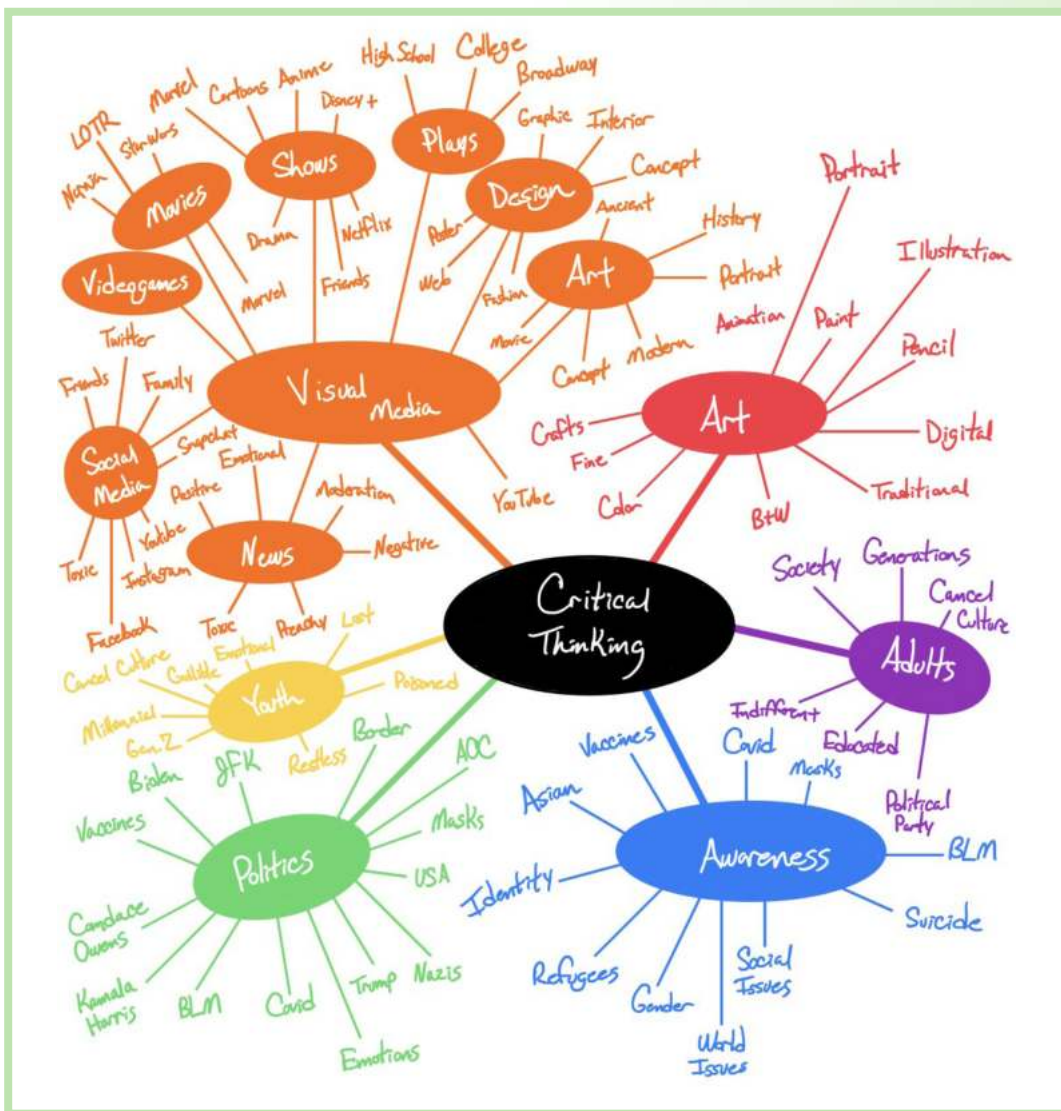 High School
College
Broadway
Marvel
Cartoons
Anime
Disney+
LOTR
Star Wars
Narnia
Movies
Shows
Plays
Graphic
Interior
Design
Concept
Ancient
History
Portrait
Drama
Netflix
Friends
Poster
Web
Fashion
Art
Videogames
Marvel
Movie
Concept
Modern
Portrait
Illustration
Animation
Paint
Pencil
Twitter
Friends
Family
Visual
Media
Snapchat
Social
Media
Youtube
Instagram
Toxic
Facebook
Emotional
Positive
Moderation
Negative
News
Toxic
Preachy
YouTube
Crafts
Fine
Color
Art
B+W
Digital
Traditional
Critical
Thinking
Society
Generations
Cancel
Culture
Adults
Indifferent
Educated
Political
Party
Cancel Culture
Gullible
Emotional
Lost
Millennial
Gen. Z
Youth
Poisoned
Restless
Biden
JFK
Border
AOC
Vaccines
Masks
Politics
USA
Candace
Owens
Kamala
Harris
BLM
Covid
Trump
Nazis
Emotions
Vaccines
Covid
Masks
Asian
Awareness
BLM
Identity
Suicide
Refugees
Gender
Social
Issues
World
Issues